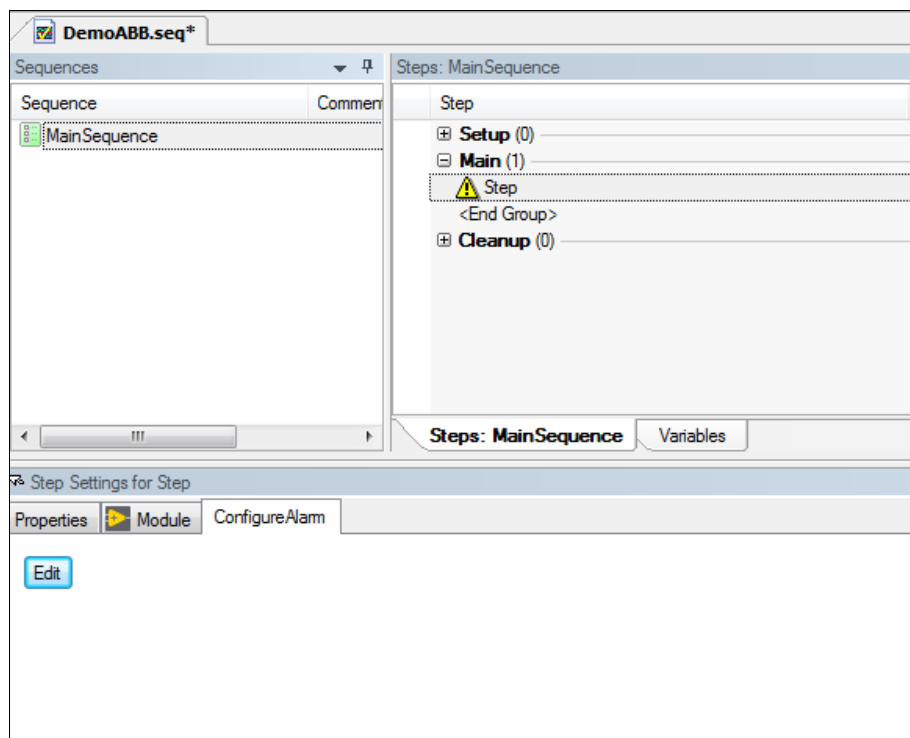 DemoABB.seq*
Sequences
Steps: MainSequence
Sequence
Commen
Step
MainSequence
Setup (0)
Main (1)
Step
<End Group>
Cleanup (0)
Steps: MainSequence
Variables
Step Settings for Step
Properties
Module
ConfigureAlarm
Edit